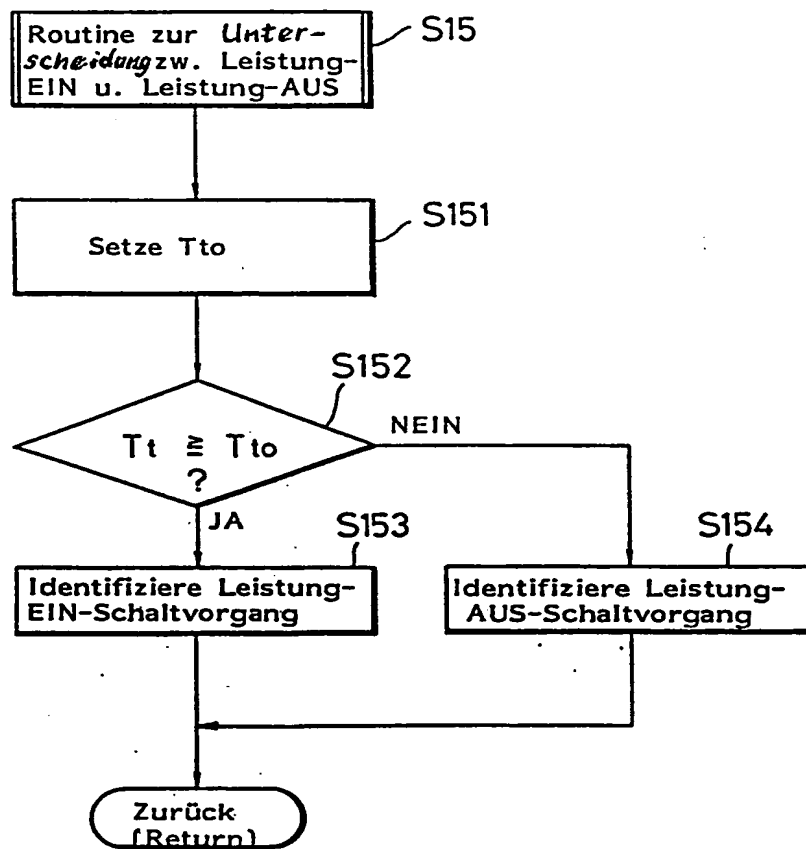 Routine zur Unter-
scheidung zw. Leistung-
EIN u. Leistung-AUS
S15
Setze Tto
S151
S152
Tt ≧ Tto
?
NEIN
JA
S153
Identifiziere Leistung-
EIN-Schaltvorgang
S154
Identifiziere Leistung-
AUS-Schaltvorgang
Zurück
(Return)